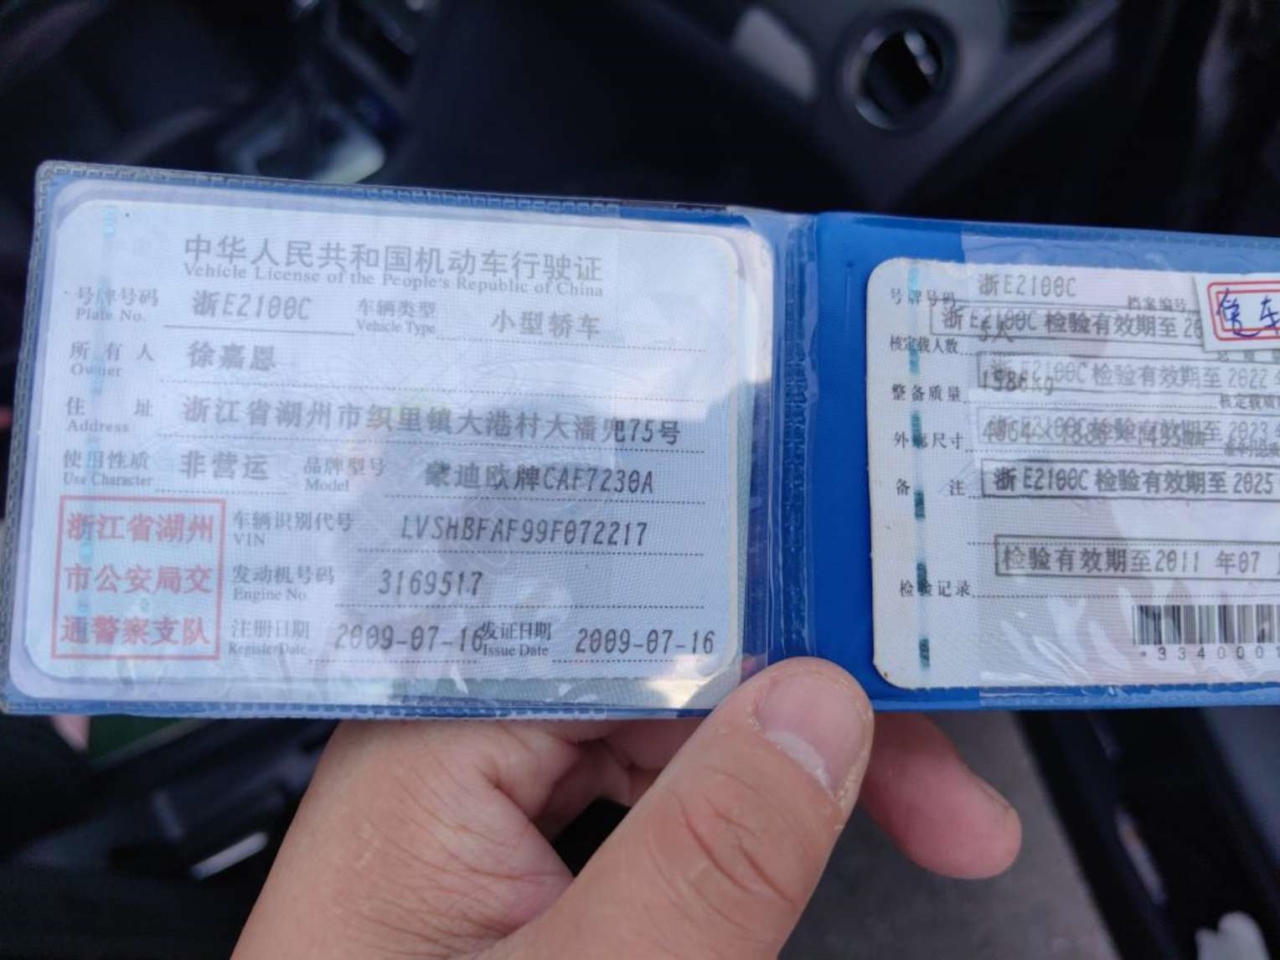 中华人民共和国机动车行驶证
Vehicle License of the People's Republic of China
号牌号码 浙E2100C 车辆类型 小型轿车
Plate No. Vehicle Type
所有人 徐嘉恩
Owner
住址 浙江省湖州市织里镇大港村大潘兜75号
Address
使用性质 非营运 品牌型号 蒙迪欧牌CAF7230A
Use Character Model
浙江省湖州
市公安局交
通警察支队
车辆识别代号 LVSHBFAF99F072217
VIN
发动机号码 3169517
Engine No.
注册日期 2009-07-16 发证日期 2009-07-16
Register Date Issue Date
号牌号码 浙E2100C 档案编号
浙E2100C 检验有效期至20
核定载人数 5人
浙E2100C 检验有效期至 2022
整备质量
核定载质
浙E2100C 检验有效期至 2023
外廓尺寸
备注 浙E2100C 检验有效期至 2025
检验有效期至2011 年07
检验记录